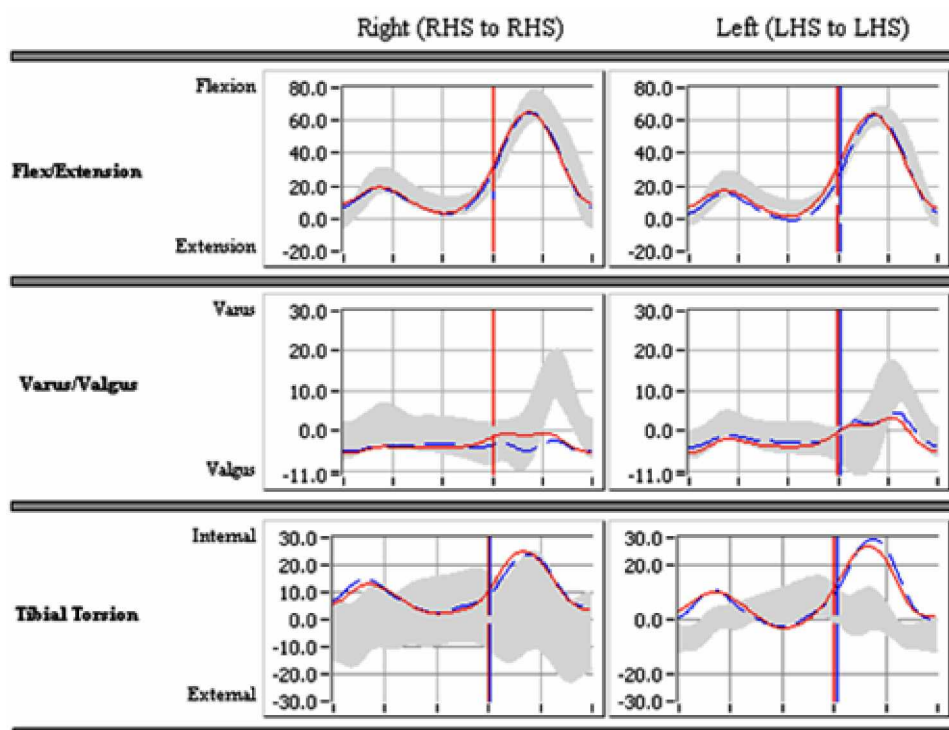 Right (RHS to RHS) Left (LHS to LHS)
Flexion 80.0 80.0
60.0 60.0
Flex/Extension 40.0 40.0
20.0 20.0
0.0 0.0
Extension -20.0 -20.0
Varus 30.0 30.0
20.0 20.0
Varus/Valgus 10.0 10.0
0.0 0.0
Valgus -11.0 -11.0
Internal 30.0 30.0
20.0 20.0
10.0 10.0
Tibial Torsion 0.0 0.0
-10.0 -10.0
-20.0 -20.0
External -30.0 -30.0